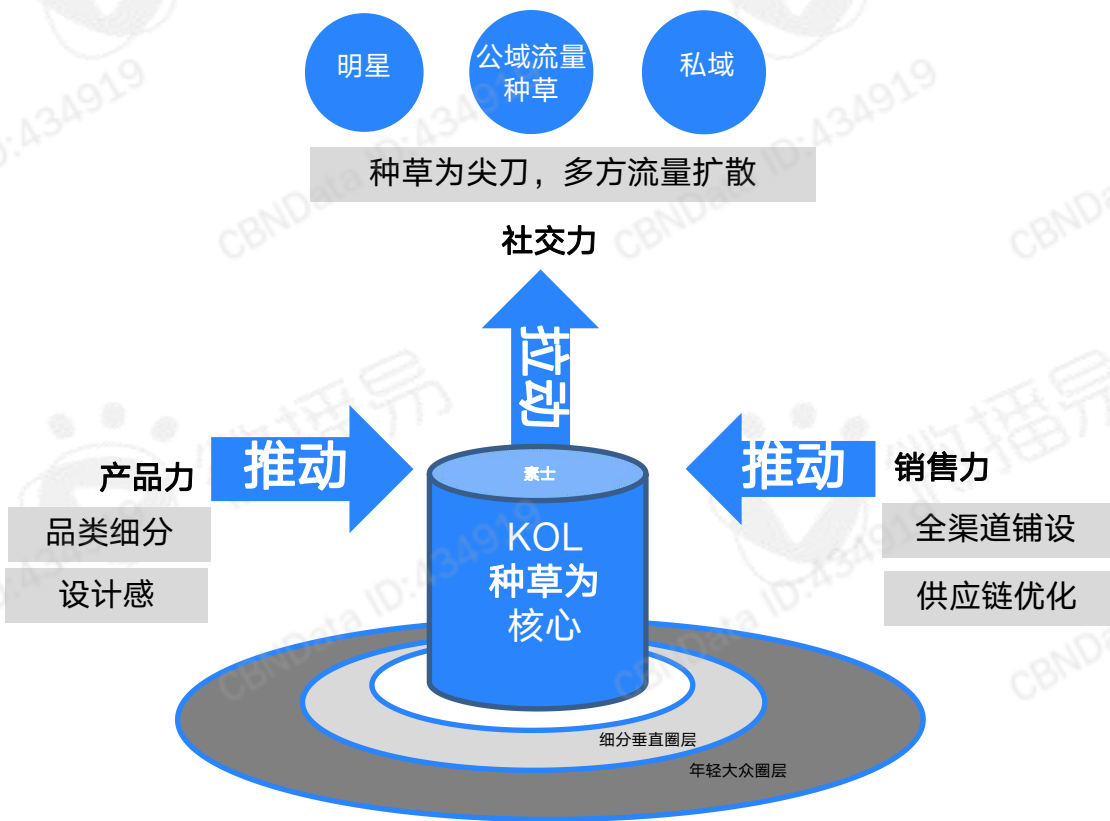 明星
公域流量
种草
私域
种草为尖刀，多方流量扩散
社交力
拉动
产品力
推动
推动
销售力
品类细分
设计感
全渠道铺设
供应链优化
素士
KOL
种草为
核心
细分垂直圈层
年轻大众圈层
CBNData ID:434919
微播易